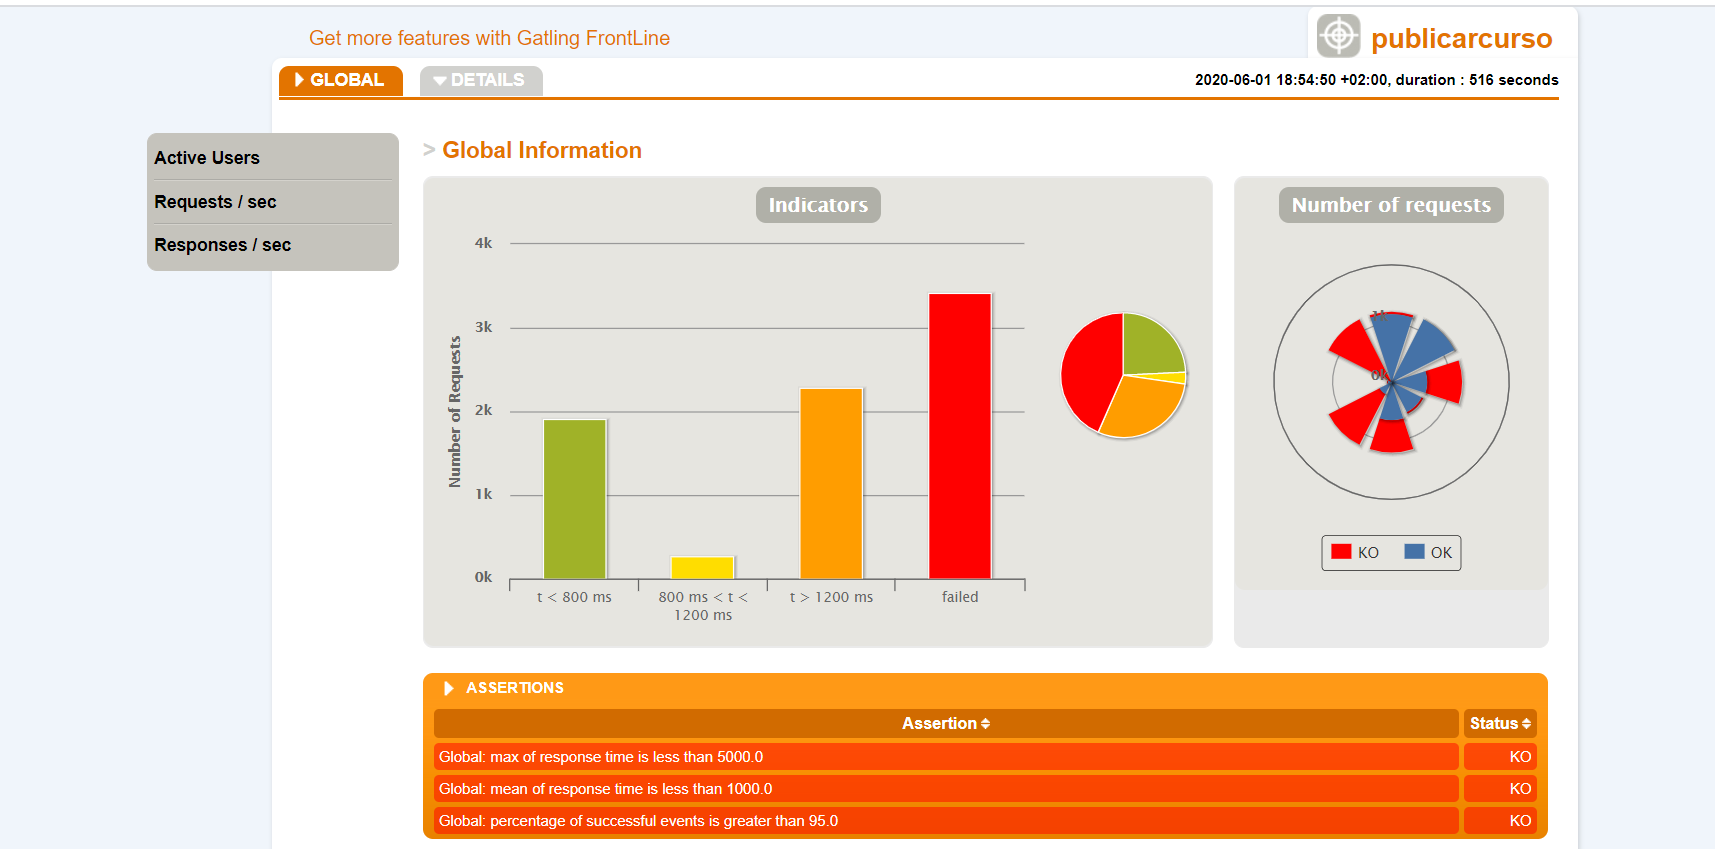 Get more features with Gatling FrontLine
publicarcurso
GLOBAL
DETAILS
2020-06-01 18:54:50 +02:00, duration : 516 seconds
Active Users
Requests / sec
Responses / sec
> Global Information
Indicators
Number of Requests
4k
3k
2k
1k
0k
t < 800 ms
800 ms < t <
1200 ms
t > 1200 ms
failed
Number of requests
1k
0k
KO
OK
ASSERTIONS
Assertion
Status
Global: max of response time is less than 5000.0
KO
Global: mean of response time is less than 1000.0
KO
Global: percentage of successful events is greater than 95.0
KO